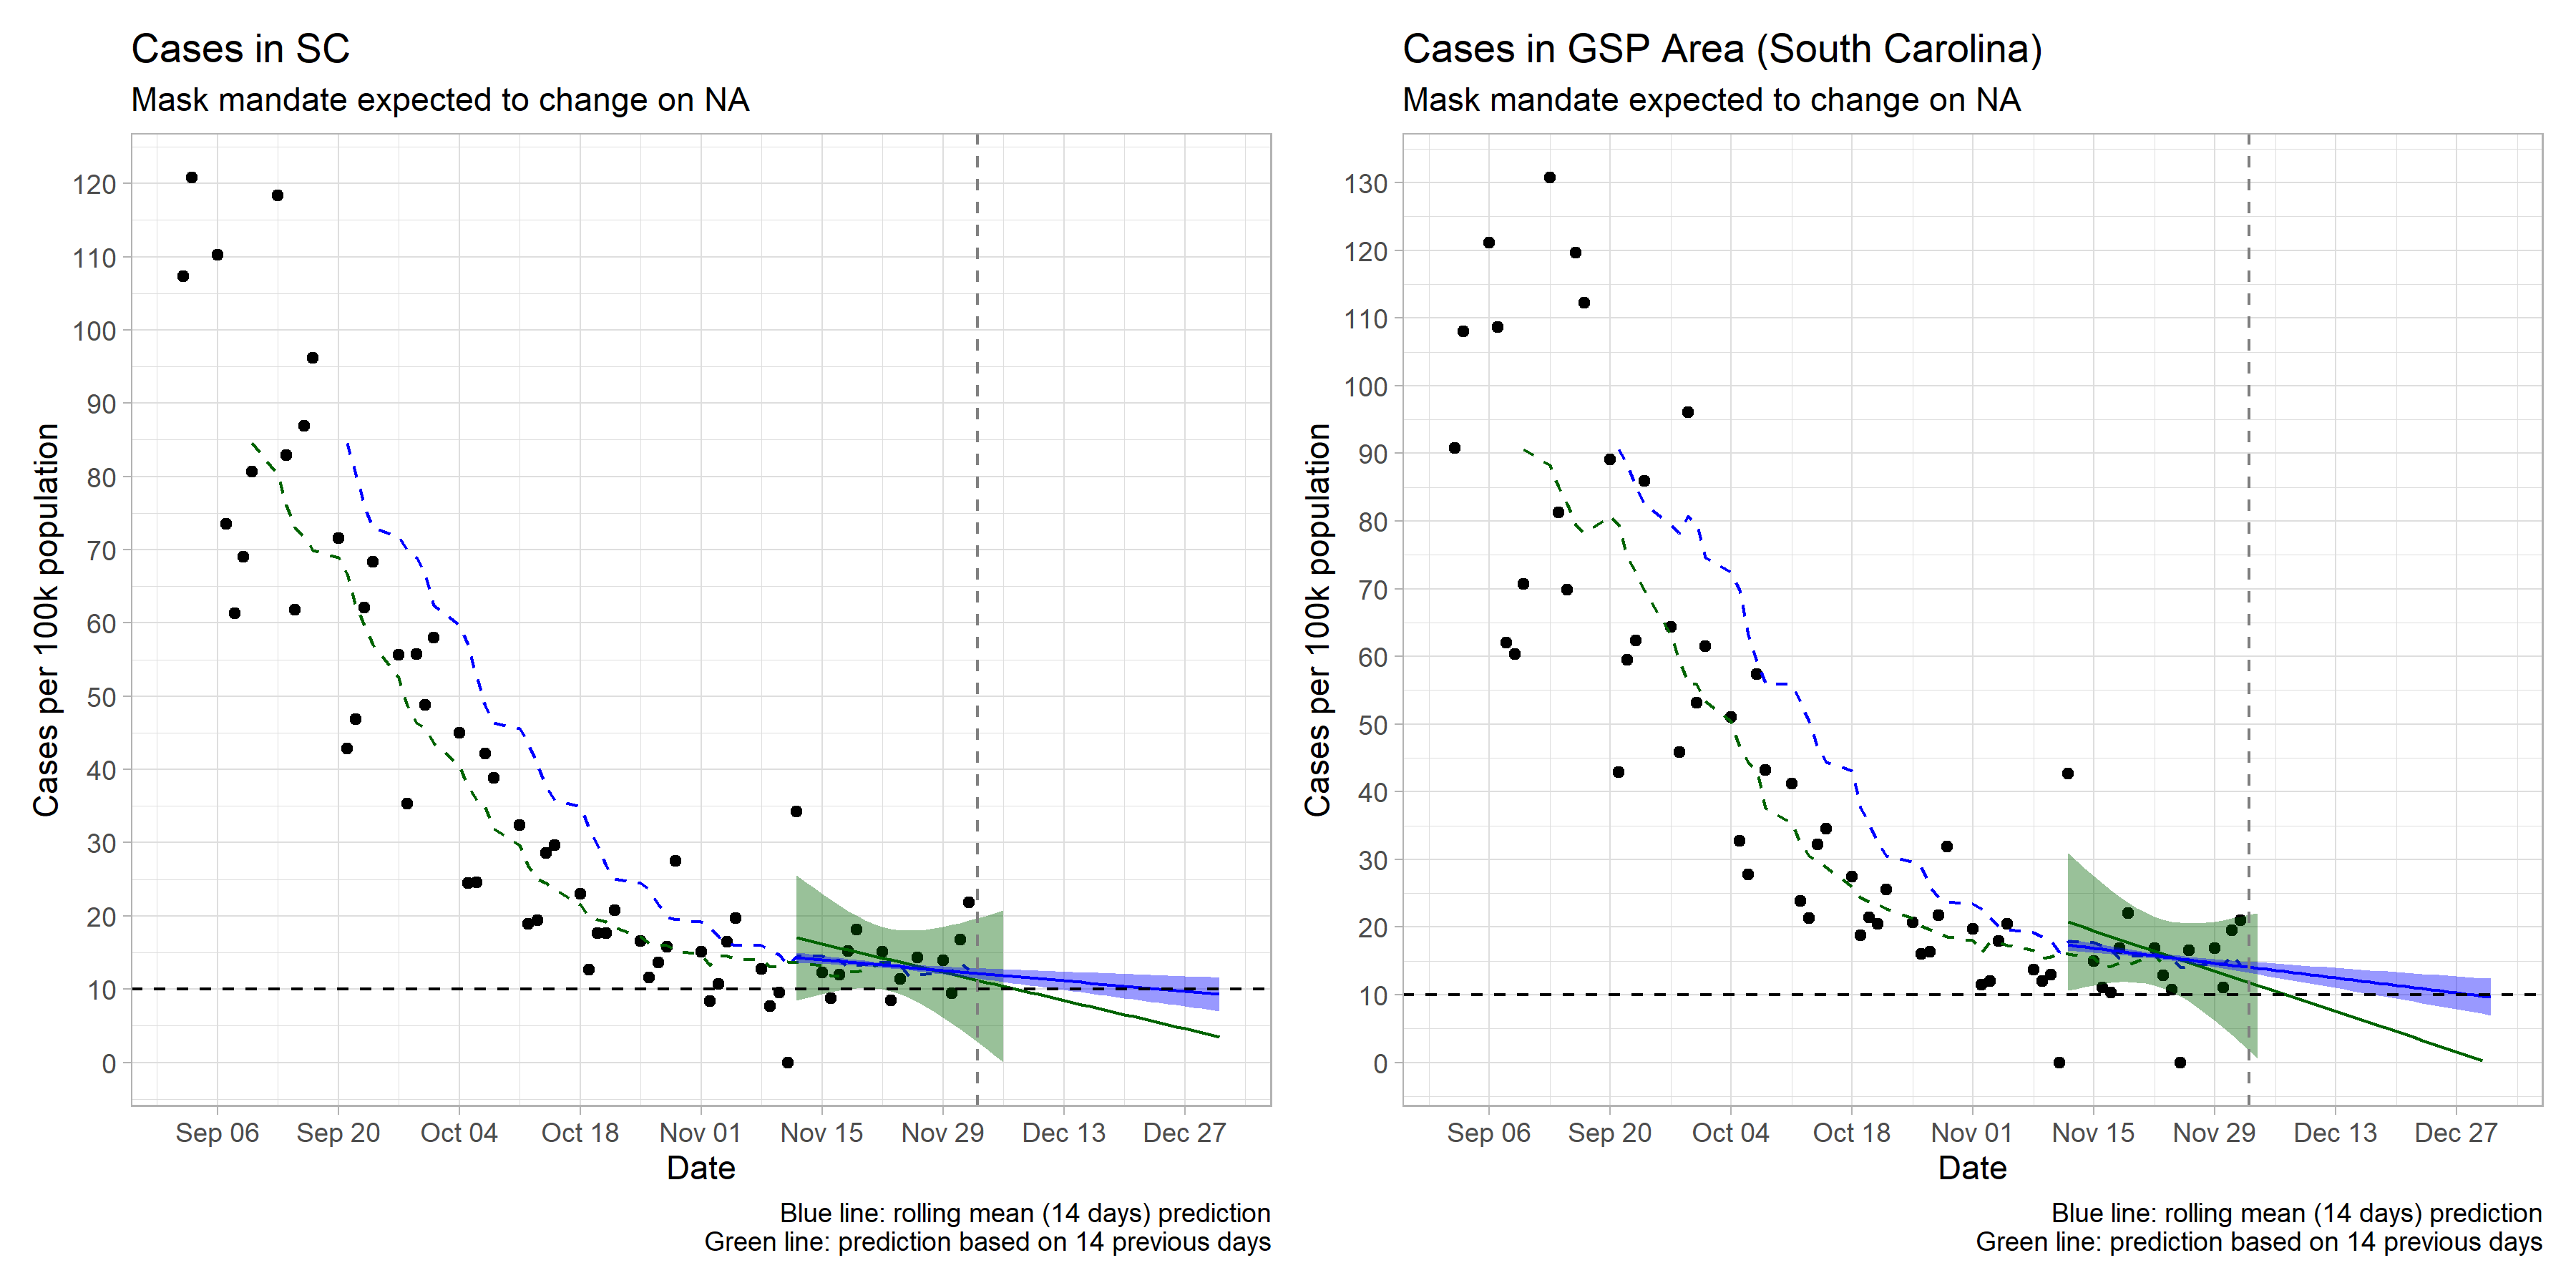 Cases in SC
Mask mandate expected to change on NA
Cases per 100k population
120
110
100
90
80
70
60
50
40
30
20
10
0
Sep 06 Sep 20 Oct 04 Oct 18 Nov 01 Nov 15 Nov 29 Dec 13 Dec 27
Date
Blue line: rolling mean (14 days) prediction
Green line: prediction based on 14 previous days
Cases in GSP Area (South Carolina)
Mask mandate expected to change on NA
Cases per 100k population
130
120
110
100
90
80
70
60
50
40
30
20
10
0
Sep 06 Sep 20 Oct 04 Oct 18 Nov 01 Nov 15 Nov 29 Dec 13 Dec 27
Date
Blue line: rolling mean (14 days) prediction
Green line: prediction based on 14 previous days